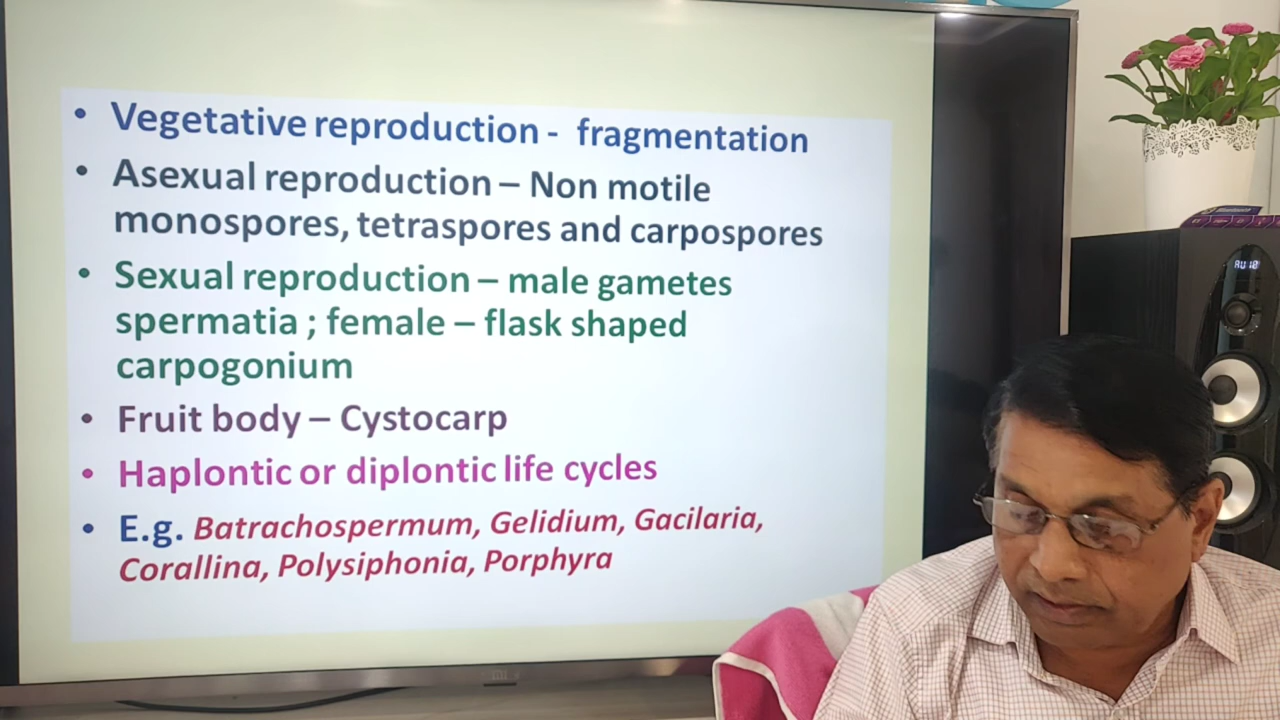 • Vegetative reproduction - fragmentation
• Asexual reproduction – Non motile
monospores, tetraspores and carpospores
• Sexual reproduction – male gametes
spermatia ; female – flask shaped
carpogonium
• Fruit body – Cystocarp
• Haplontic or diplontic life cycles
• E.g. Batrachospermum, Gelidium, Gacilaria,
Corallina, Polysiphonia, Porphyra